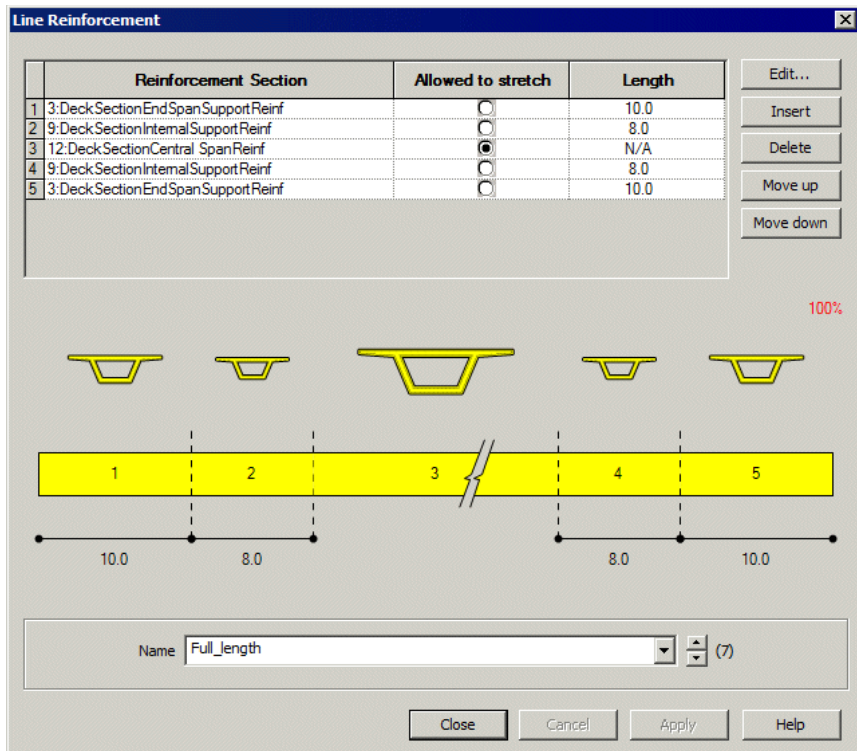 Line Reinforcement
Reinforcement Section Allowed to stretch Length
1 3:DeckSectionEndSpanSupportReinf 10.0
2 9:DeckSectionInternalSupportReinf 8.0
3 12:DeckSectionCentral SpanReinf N/A
4 9:DeckSectionInternalSupportReinf 8.0
5 3:DeckSectionEndSpanSupportReinf 10.0
Edit...
Insert
Delete
Move up
Move down
100%
1 2 3 4 5
10.0 8.0 8.0 10.0
Name Full_length (7)
Close Cancel Apply Help